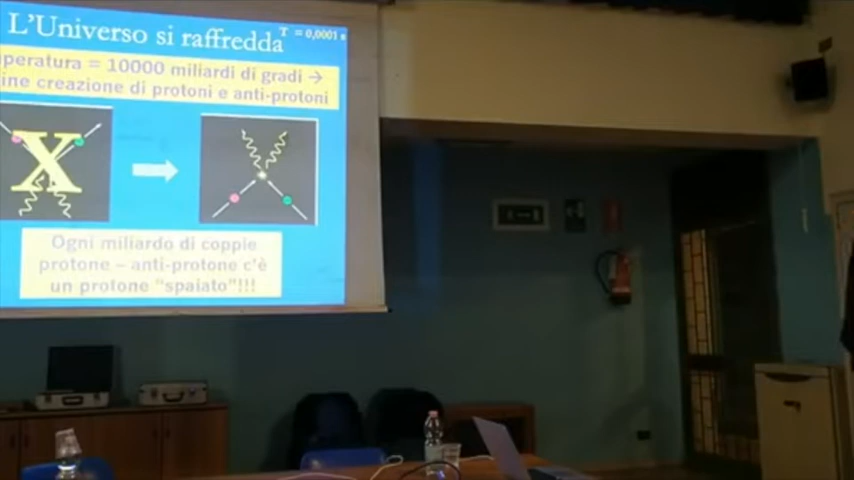 L'Universo si raffredda
T = 0,0001 s
peratura = 10000 miliardi di gradi →
ine creazione di protoni e anti-protoni
X
Ogni miliardo di coppie
protone – anti-protone c'è
un protone "spaiato"!!!